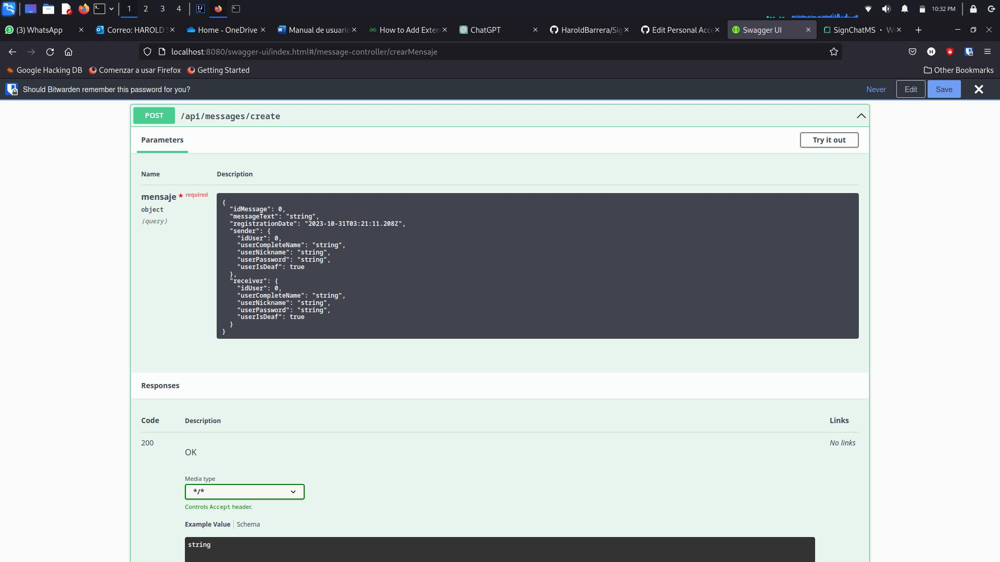 1 2 3 4 10:32 PM
(3) WhatsApp Correo: HAROLD S Home - OneDrive Manual de usuario How to Add Exter ChatGPT HaroldBarrera/Sig Edit Personal Acce Swagger UI SignChatMS • W
localhost:8080/swagger-ui/index.html#/message-controller/crearMensaje
Google Hacking DB Comenzar a usar Firefox Getting Started Other Bookmarks
Should Bitwarden remember this password for you? Never Edit Save
POST /api/messages/create
Parameters Try it out
Name Description
mensaje * required
object
(query)
{
"idMessage": 0,
"messageText": "string",
"registrationDate": "2023-10-31T03:21:11.208Z",
"sender": {
"idUser": 0,
"userCompleteName": "string",
"userNickname": "string",
"userPassword": "string",
"userIsDeaf": true
},
"receiver": {
"idUser": 0,
"userCompleteName": "string",
"userNickname": "string",
"userPassword": "string",
"userIsDeaf": true
}
}
Responses
Code Description Links
200 OK No links
Media type
*/*
Controls Accept header.
Example Value Schema
string